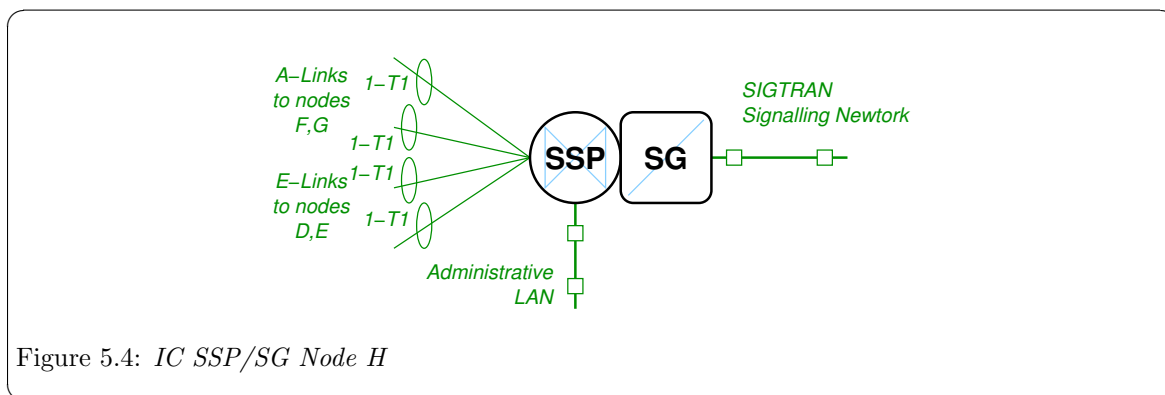 A−Links
to nodes
F,G
1−T1
1−T1
E−Links
to nodes
D,E
1−T1
1−T1
SSP
SG
SIGTRAN
Signalling Newtork
Administrative
LAN
Figure 5.4: IC SSP/SG Node H